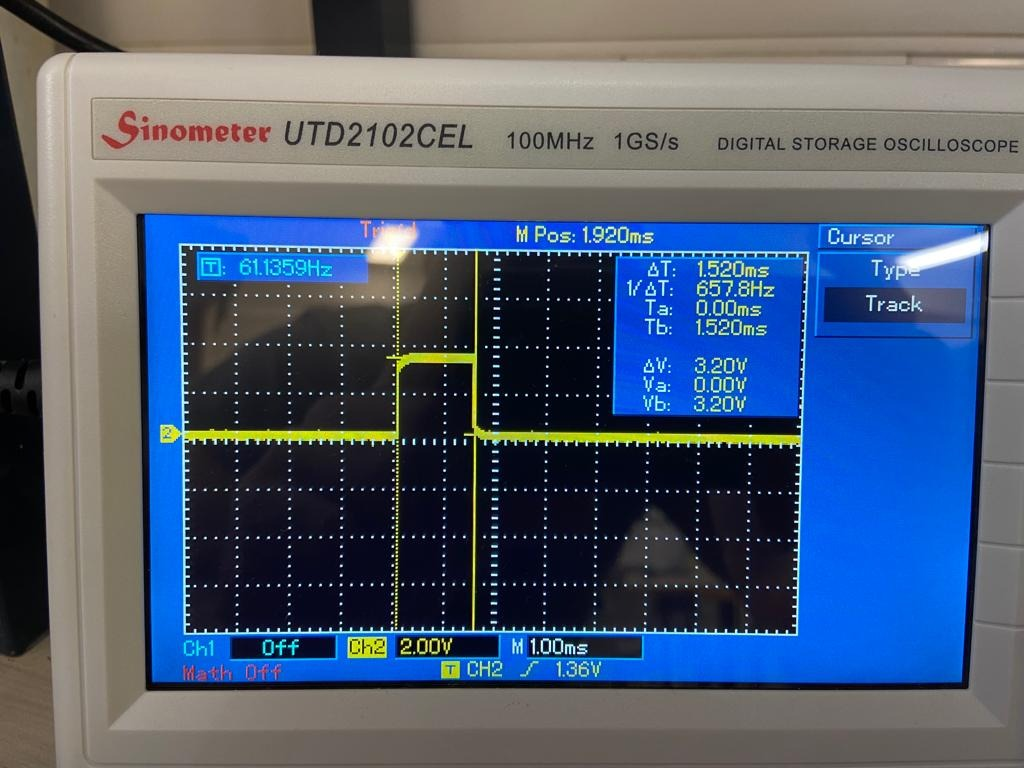 Sinometer UTD2102CEL 100MHz 1GS/s DIGITAL STORAGE OSCILLOSCOPE
M Pos: 1.920ms
Cursor
T: 61.1359Hz
Type
Track
ΔT: 1.520ms
1/ΔT: 657.8Hz
Ta: 0.00ms
Tb: 1.520ms
ΔV: 3.20V
Va: 0.00V
Vb: 3.20V
2
Ch1 Off Ch2 2.00V M 1.00ms
Math Off T CH2 1.36V